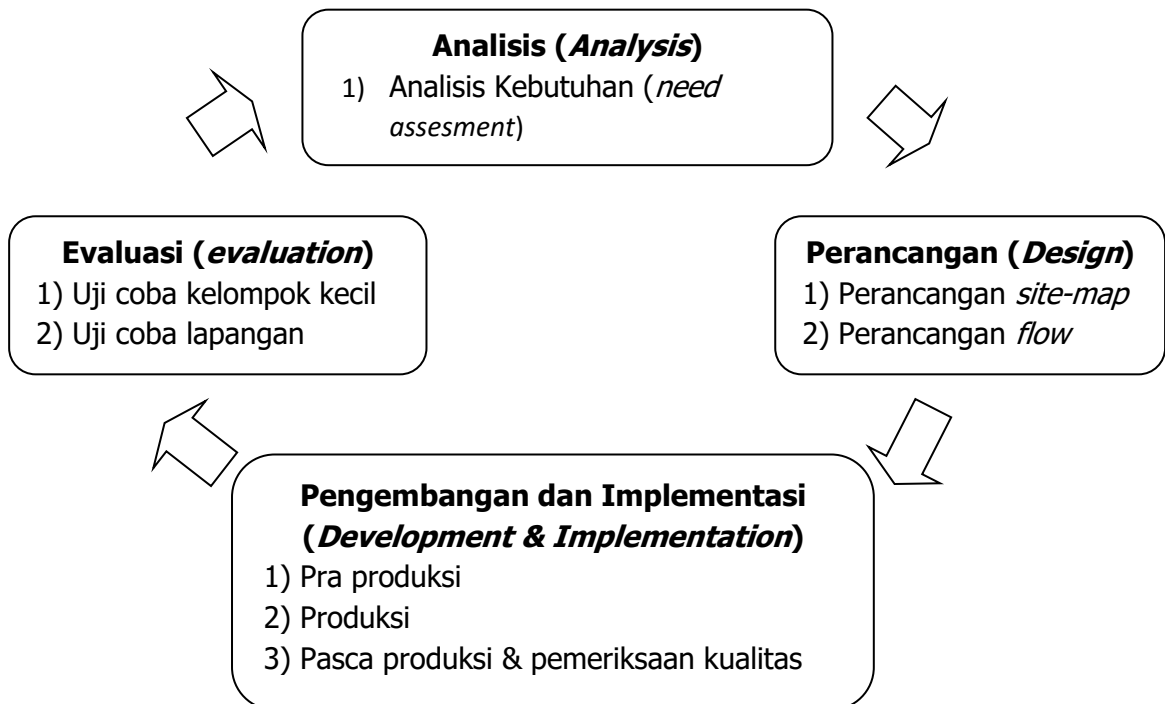 Analisis (Analysis)
1) Analisis Kebutuhan (need
assesment)
Evaluasi (evaluation)
1) Uji coba kelompok kecil
2) Uji coba lapangan
Perancangan (Design)
1) Perancangan site-map
2) Perancangan flow
Pengembangan dan Implementasi
(Development & Implementation)
1) Pra produksi
2) Produksi
3) Pasca produksi & pemeriksaan kualitas